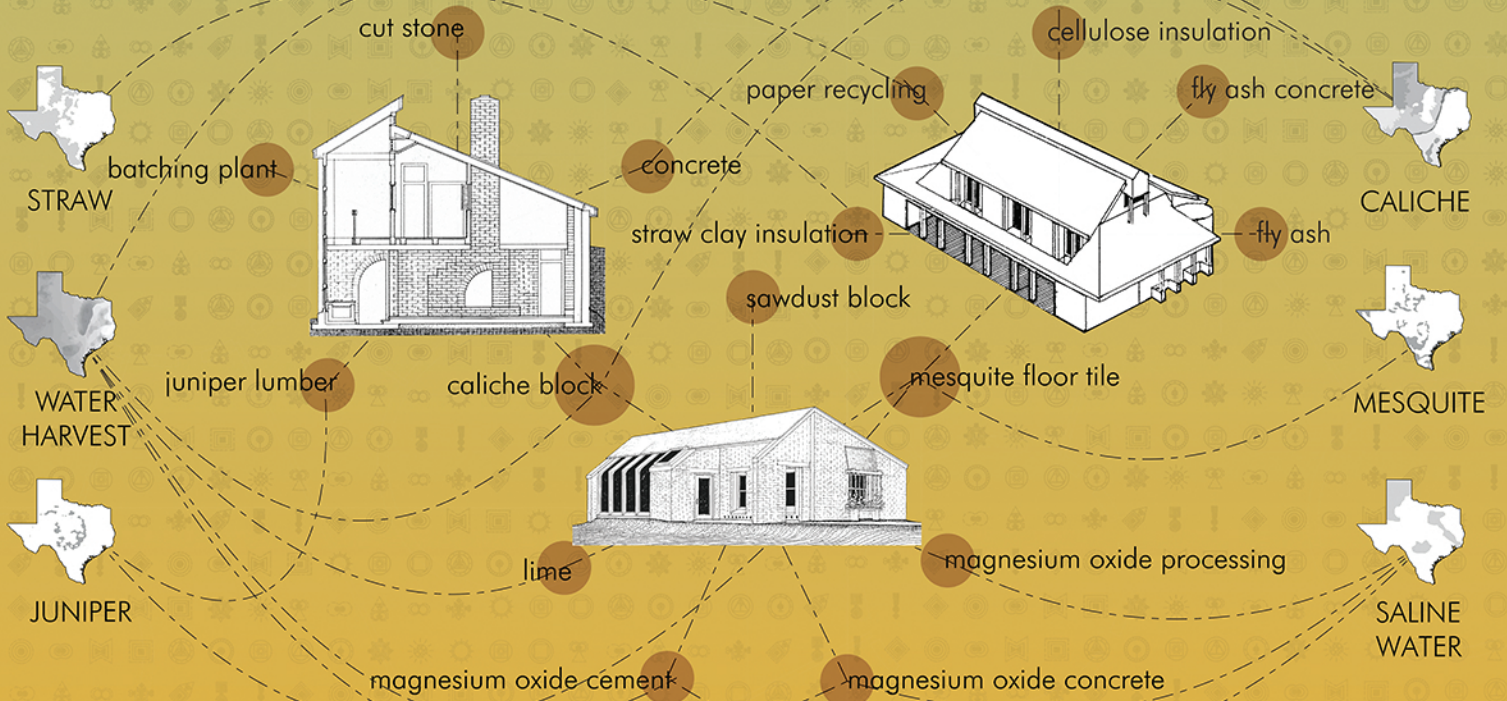 cut stone
cellulose insulation
paper recycling
fly ash concrete
batching plant
concrete
STRAW
CALICHE
straw clay insulation
fly ash
sawdust block
juniper lumber
caliche block
mesquite floor tile
WATER
HARVEST
MESQUITE
lime
magnesium oxide processing
JUNIPER
SALINE
WATER
magnesium oxide cement
magnesium oxide concrete